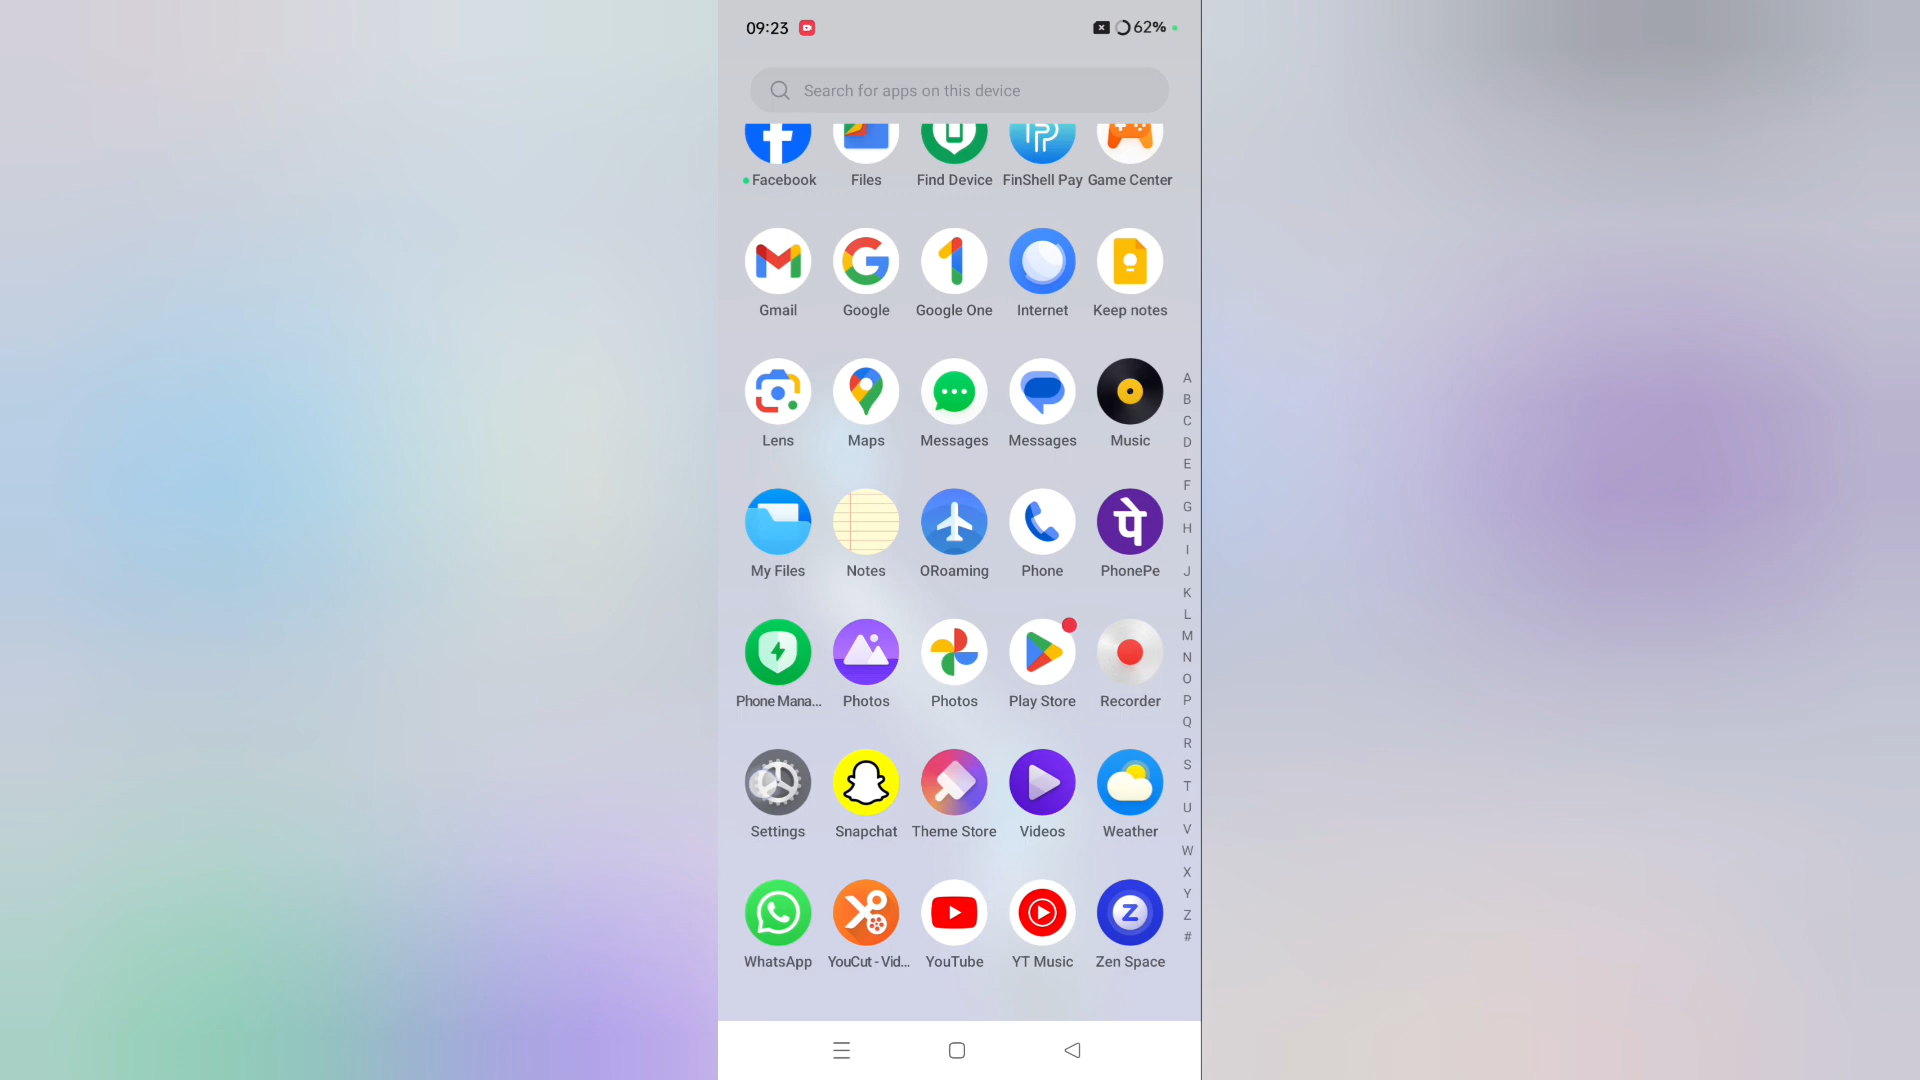 09:23
62%
Search for apps on this device
Facebook Files Find Device FinShell Pay Game Center
Gmail Google Google One Internet Keep notes
Lens Maps Messages Messages Music
पे
My Files Notes ORoaming Phone PhonePe
Phone Mana... Photos Photos Play Store Recorder
Settings Snapchat Theme Store Videos Weather
Z
WhatsApp YouCut - Vid... YouTube YT Music Zen Space
A
B
C
D
E
F
G
H
I
J
K
L
M
N
O
P
Q
R
S
T
U
V
W
X
Y
Z
#